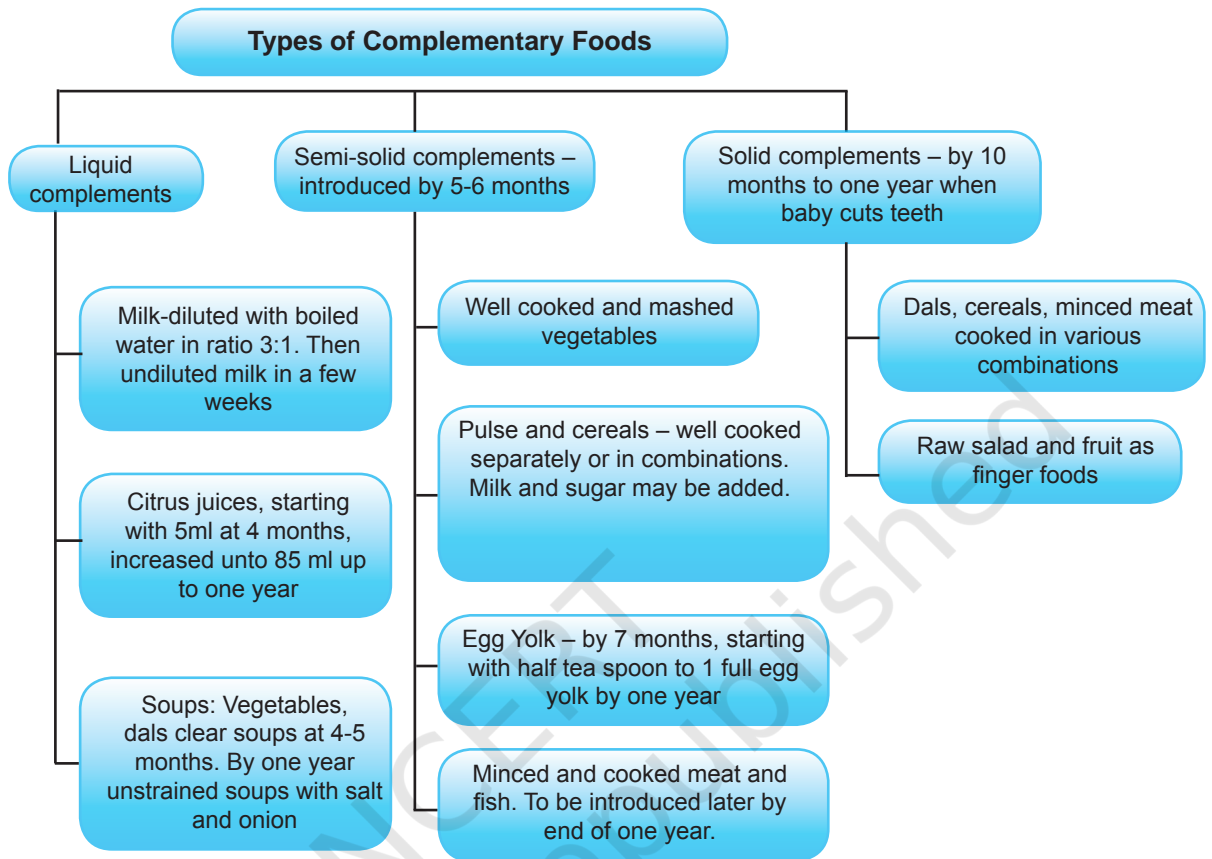 Types of Complementary Foods
Liquid
complements
Semi-solid complements –
introduced by 5-6 months
Solid complements – by 10
months to one year when
baby cuts teeth
Milk-diluted with boiled
water in ratio 3:1. Then
undiluted milk in a few
weeks
Citrus juices, starting
with 5ml at 4 months,
increased unto 85 ml up
to one year
Soups: Vegetables,
dals clear soups at 4-5
months. By one year
unstrained soups with salt
and onion
Well cooked and mashed
vegetables
Pulse and cereals – well cooked
separately or in combinations.
Milk and sugar may be added.
Egg Yolk – by 7 months, starting
with half tea spoon to 1 full egg
yolk by one year
Minced and cooked meat and
fish. To be introduced later by
end of one year.
Dals, cereals, minced meat
cooked in various
combinations
Raw salad and fruit as
finger foods
NCERT
published